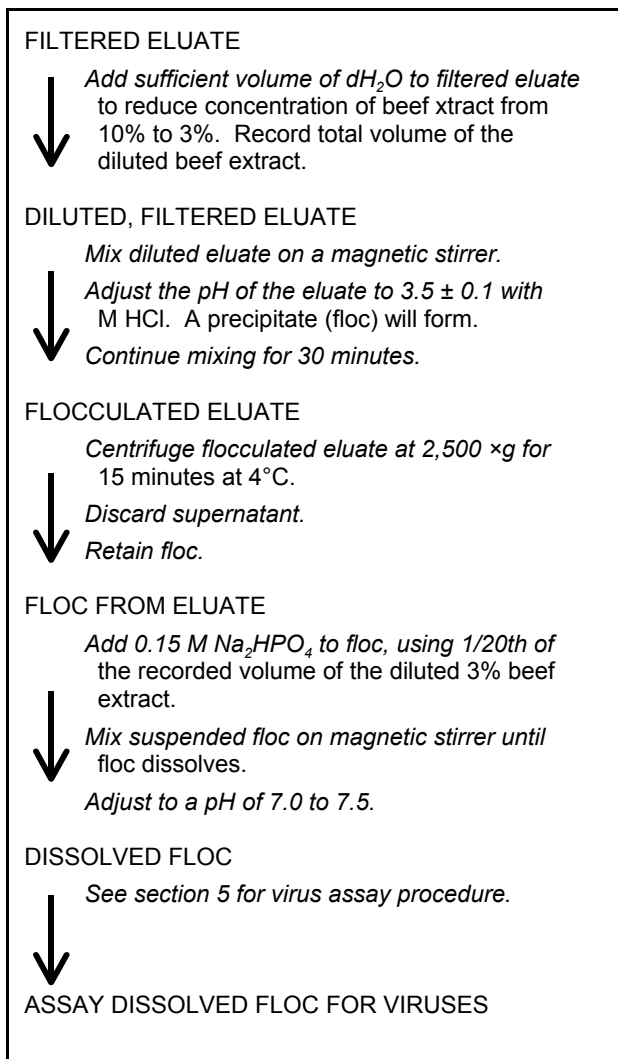 FILTERED ELUATE
Add sufficient volume of dH₂O to filtered eluate
to reduce concentration of beef xtract from
10% to 3%. Record total volume of the
diluted beef extract.
DILUTED, FILTERED ELUATE
Mix diluted eluate on a magnetic stirrer.
Adjust the pH of the eluate to 3.5 ± 0.1 with
M HCl. A precipitate (floc) will form.
Continue mixing for 30 minutes.
FLOCCULATED ELUATE
Centrifuge flocculated eluate at 2,500 ×g for
15 minutes at 4°C.
Discard supernatant.
Retain floc.
FLOC FROM ELUATE
Add 0.15 M Na₂HPO₄ to floc, using 1/20th of
the recorded volume of the diluted 3% beef
extract.
Mix suspended floc on magnetic stirrer until
floc dissolves.
Adjust to a pH of 7.0 to 7.5.
DISSOLVED FLOC
See section 5 for virus assay procedure.
ASSAY DISSOLVED FLOC FOR VIRUSES